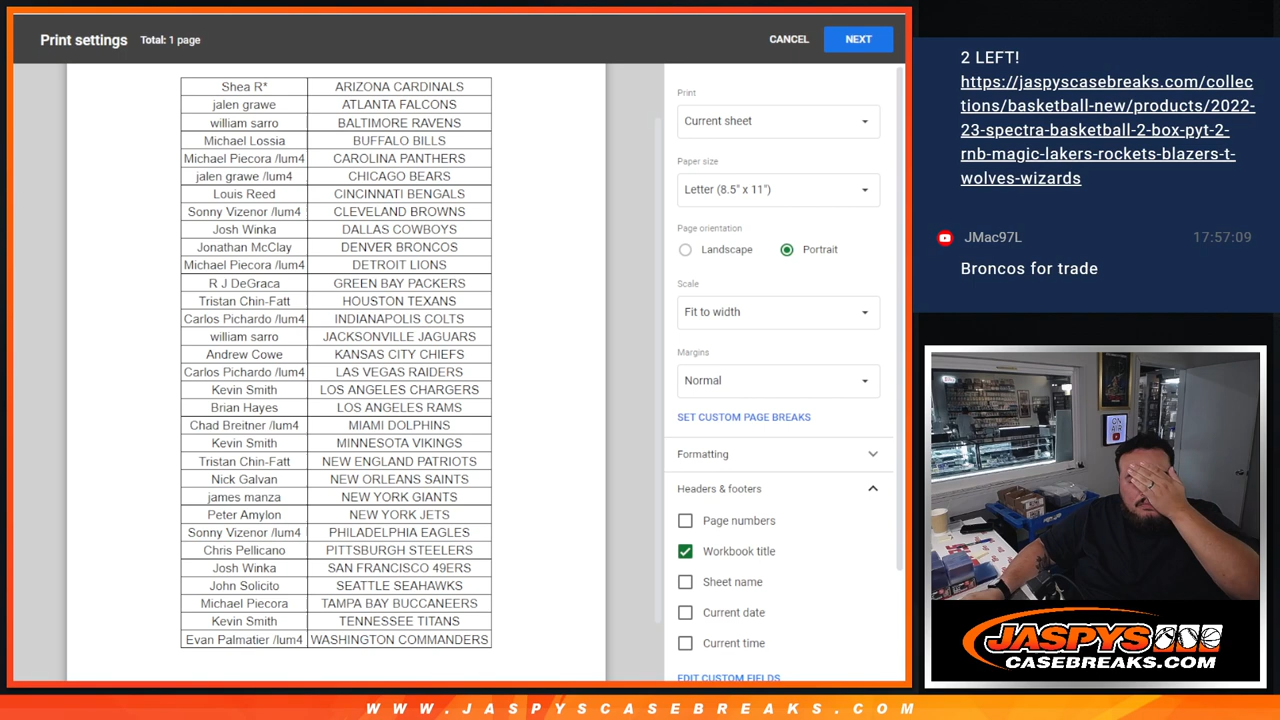 Print settings Total: 1 page CANCEL NEXT
Shea R* ARIZONA CARDINALS
jalen grawe ATLANTA FALCONS
william sarro BALTIMORE RAVENS
Michael Lossia BUFFALO BILLS
Michael Piecora /lum4 CAROLINA PANTHERS
jalen grawe /lum4 CHICAGO BEARS
Louis Reed CINCINNATI BENGALS
Sonny Vizenor /lum4 CLEVELAND BROWNS
Josh Winka DALLAS COWBOYS
Jonathan McClay DENVER BRONCOS
Michael Piecora /lum4 DETROIT LIONS
R J DeGraca GREEN BAY PACKERS
Tristan Chin-Fatt HOUSTON TEXANS
Carlos Pichardo /lum4 INDIANAPOLIS COLTS
william sarro JACKSONVILLE JAGUARS
Andrew Cowe KANSAS CITY CHIEFS
Carlos Pichardo /lum4 LAS VEGAS RAIDERS
Kevin Smith LOS ANGELES CHARGERS
Brian Hayes LOS ANGELES RAMS
Chad Breitner /lum4 MIAMI DOLPHINS
Kevin Smith MINNESOTA VIKINGS
Tristan Chin-Fatt NEW ENGLAND PATRIOTS
Nick Galvan NEW ORLEANS SAINTS
james manza NEW YORK GIANTS
Peter Amylon NEW YORK JETS
Sonny Vizenor /lum4 PHILADELPHIA EAGLES
Chris Pellicano PITTSBURGH STEELERS
Josh Winka SAN FRANCISCO 49ERS
John Solicito SEATTLE SEAHAWKS
Michael Piecora TAMPA BAY BUCCANEERS
Kevin Smith TENNESSEE TITANS
Evan Palmatier /lum4 WASHINGTON COMMANDERS
Print
Current sheet
Paper size
Letter (8.5" x 11")
Page orientation
Landscape Portrait
Scale
Fit to width
Margins
Normal
SET CUSTOM PAGE BREAKS
Formatting
Headers & footers
Page numbers
Workbook title
Sheet name
Current date
Current time
EDIT CUSTOM FIELDS
2 LEFT!
https://jaspyscasebreaks.com/collec
tions/basketball-new/products/2022-
23-spectra-basketball-2-box-pyt-2-
rnb-magic-lakers-rockets-blazers-t-
wolves-wizards
JMac97L 17:57:09
Broncos for trade
ON
AIR
JASPYS
CASEBREAKS.COM
WWW.JASPYSCASEBREAKS.COM